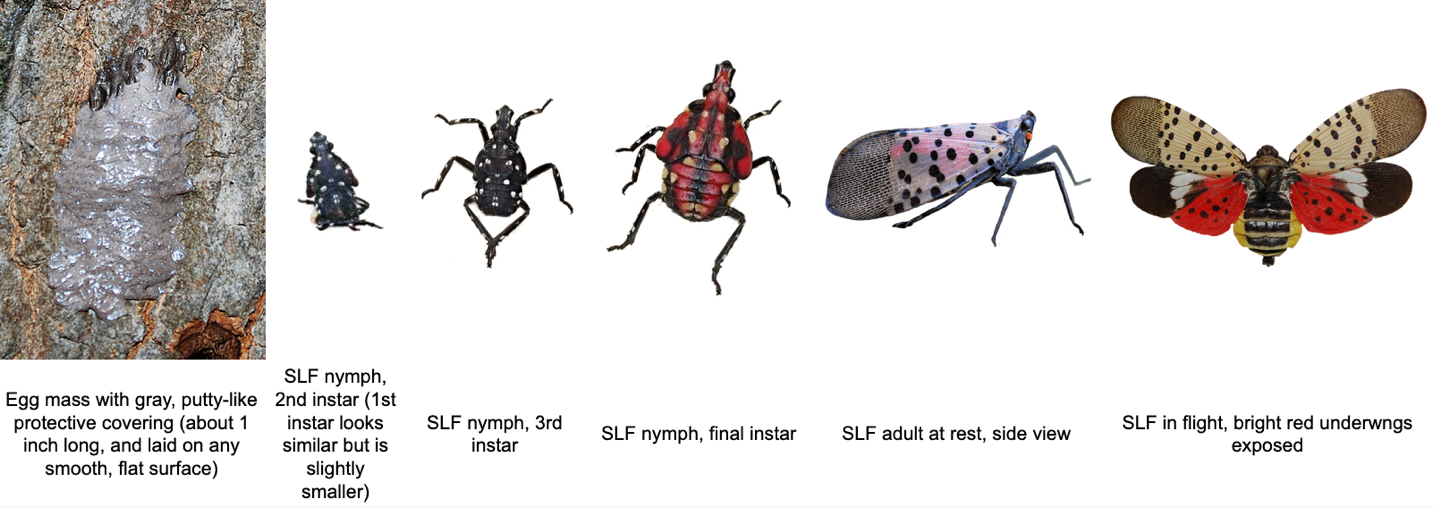 Egg mass with gray, putty-like
protective covering (about 1
inch long, and laid on any
smooth, flat surface)
SLF nymph,
2nd instar (1st
instar looks
similar but is
slightly
smaller)
SLF nymph, 3rd
instar
SLF nymph, final instar
SLF adult at rest, side view
SLF in flight, bright red underwngs
exposed